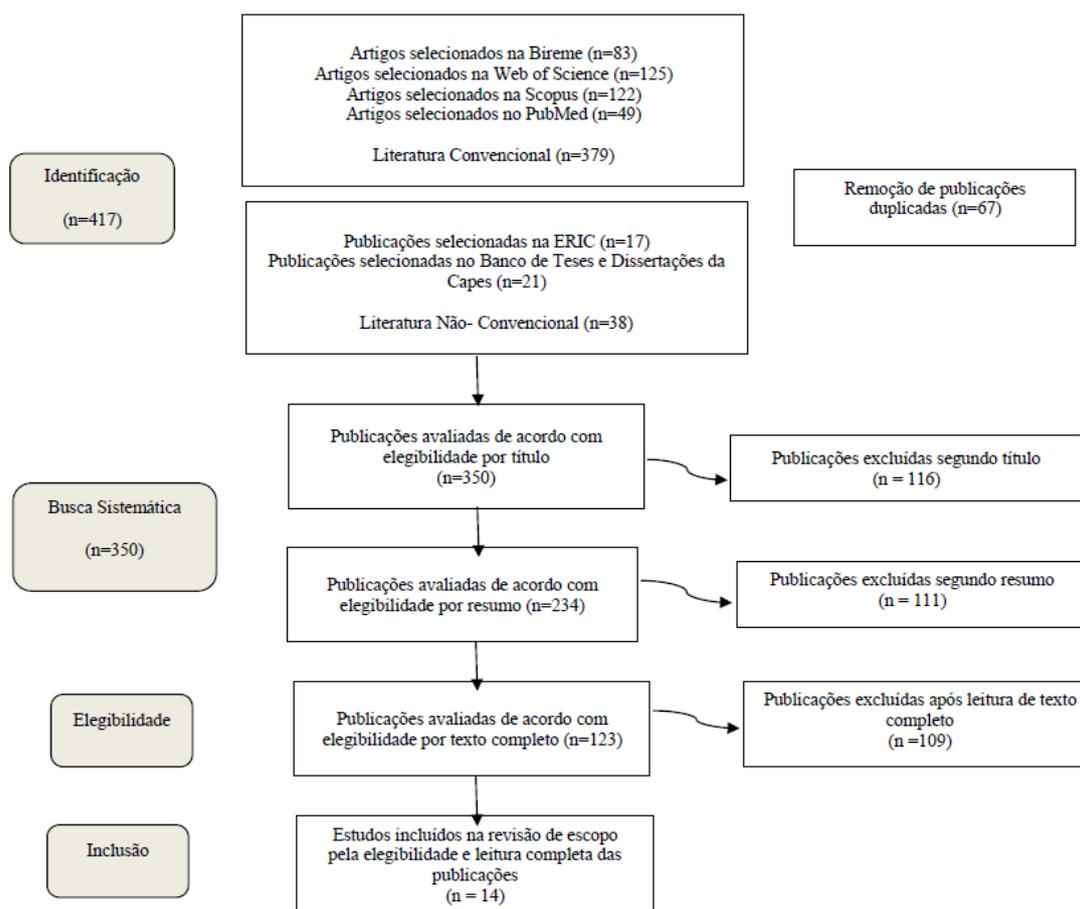 Artigos selecionados na Bireme (n=83)
Artigos selecionados na Web of Science (n=125)
Artigos selecionados na Scopus (n=122)
Artigos selecionados no PubMed (n=49)
Literatura Convencional (n=379)
Identificação
(n=417)
Remoção de publicações
duplicadas (n=67)
Publicações selecionadas na ERIC (n=17)
Publicações selecionadas no Banco de Teses e Dissertações da
Capes (n=21)
Literatura Não- Convencional (n=38)
Publicações avaliadas de acordo com
elegibilidade por título
(n=350)
Publicações excluídas segundo título
(n = 116)
Busca Sistemática
(n=350)
Publicações avaliadas de acordo com
elegibilidade por resumo (n=234)
Publicações excluídas segundo resumo
(n = 111)
Elegibilidade
Publicações avaliadas de acordo com
elegibilidade por texto completo (n=123)
Publicações excluídas após leitura de texto
completo
(n =109)
Inclusão
Estudos incluídos na revisão de escopo
pela elegibilidade e leitura completa das
publicações
(n = 14)